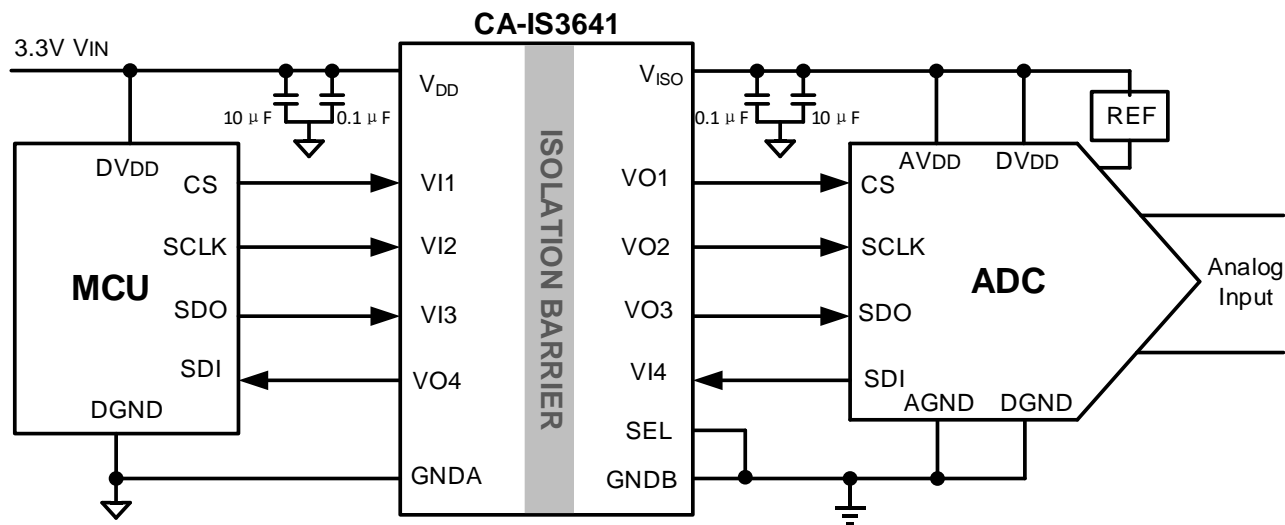 CA-IS3641
3.3V VIN
VDD
VISO
10 μF
0.1 μF
0.1 μF
10 μF
REF
DVDD
AVDD
DVDD
CS
VI1
VO1
CS
SCLK
VI2
VO2
SCLK
MCU
ISOLATION BARRIER
ADC
Analog
Input
SDO
VI3
VO3
SDO
SDI
VO4
VI4
SDI
DGND
AGND
DGND
SEL
GNDA
GNDB